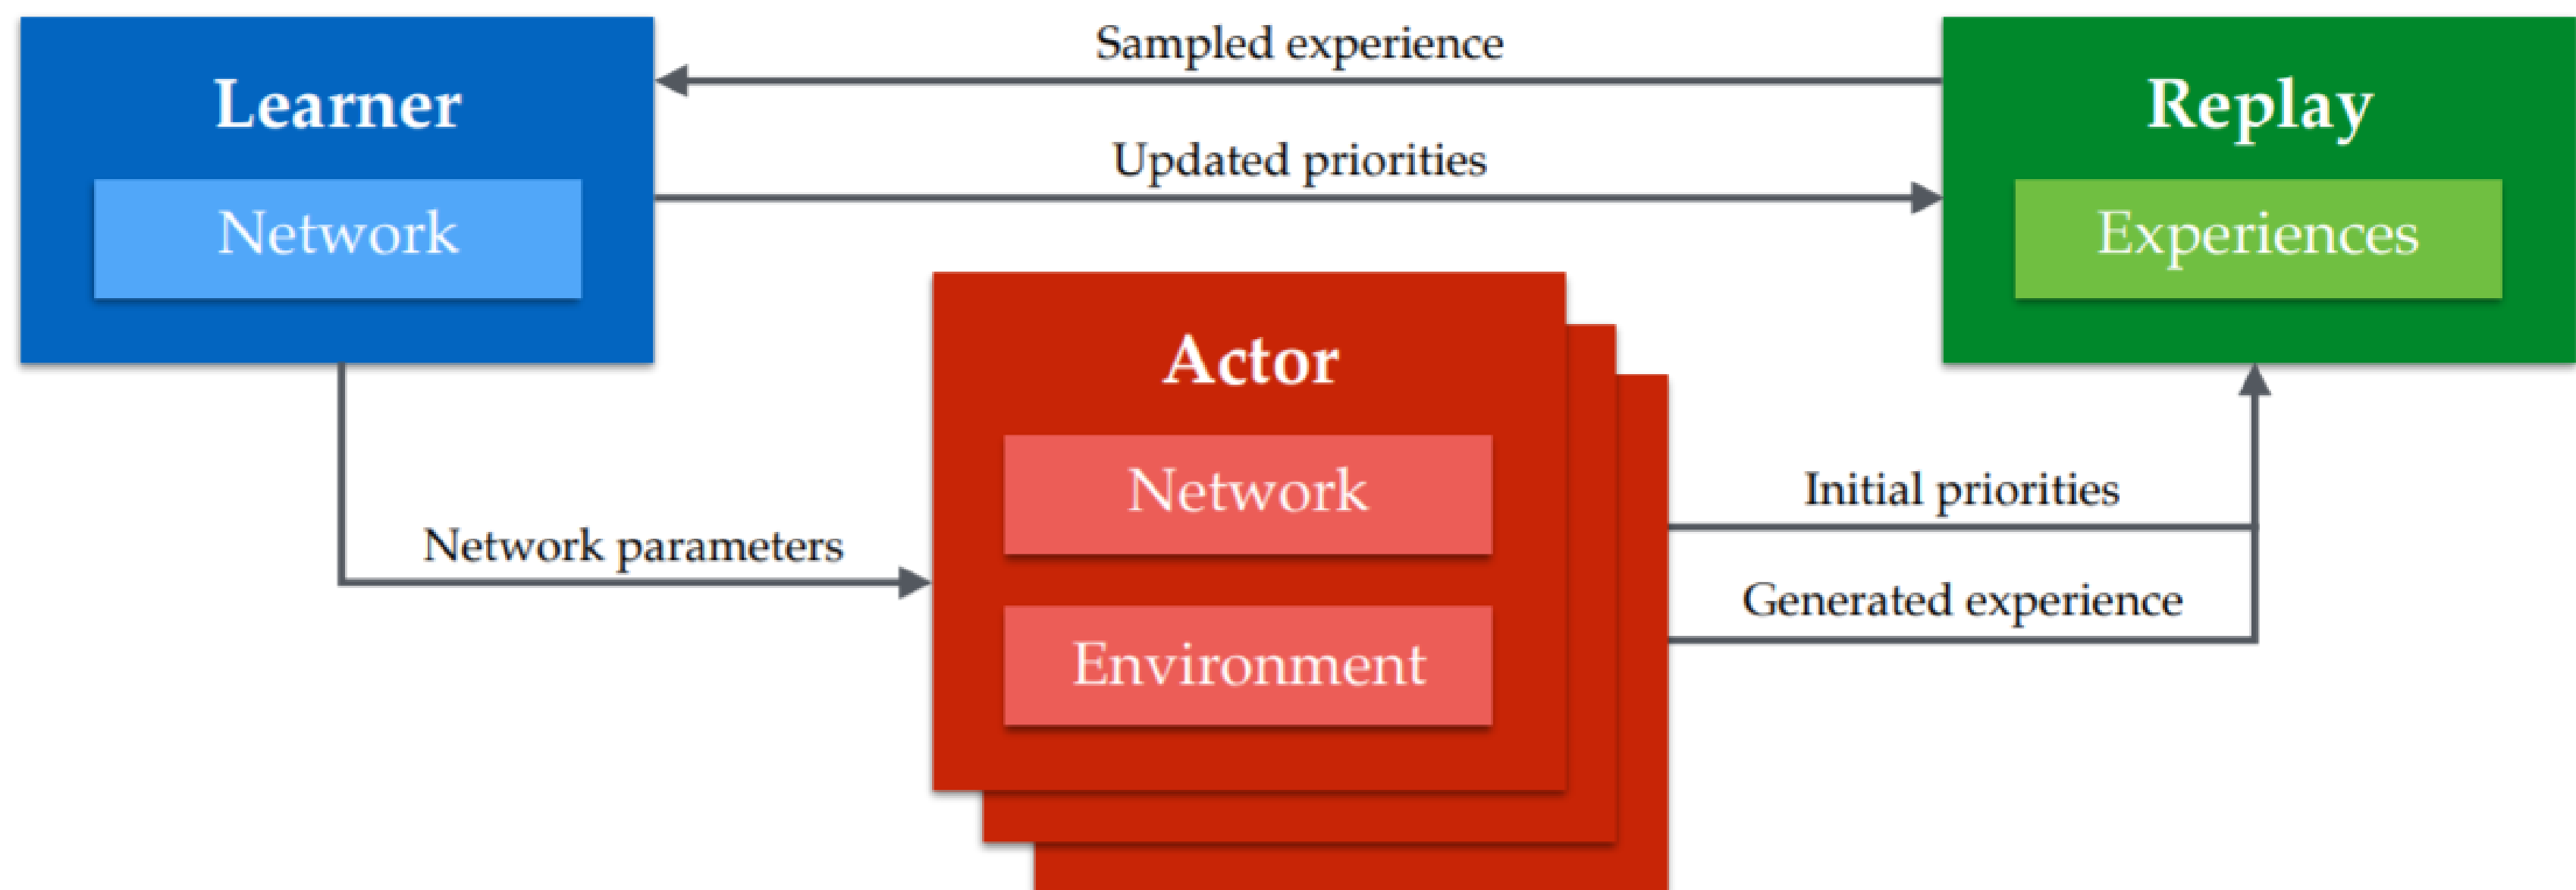 Sampled experience
Learner
Replay
Updated priorities
Network
Experiences
Actor
Network
Initial priorities
Network parameters
Generated experience
Environment